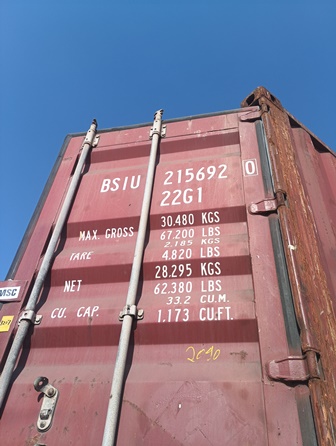 BSIU 215692 0
22G1
MAX. GROSS 30.480 KGS
67.200 LBS
TARE 2.185 KGS
4.820 LBS
NET 28.295 KGS
62.380 LBS
CU. CAP. 33.2 CU.M.
1.173 CU.FT.
MSC
2090